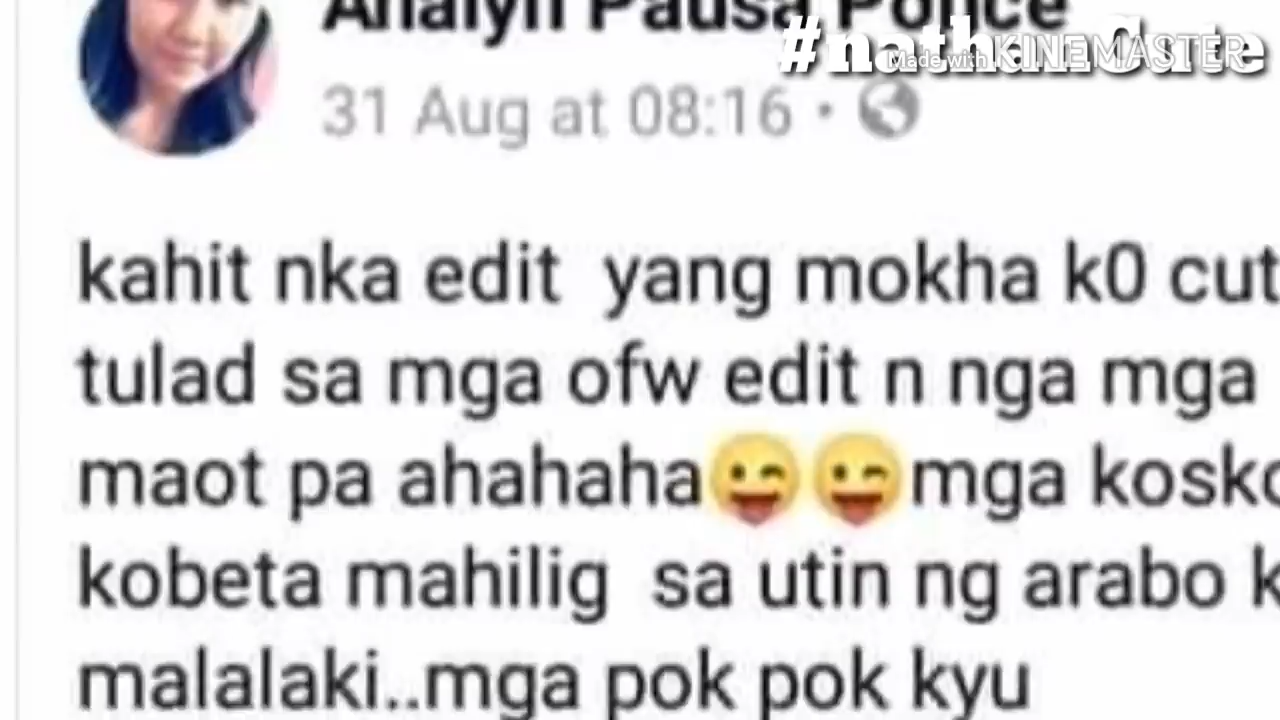 Analyn Pausa Ponce
#nathanCute
Made with KINEMASTER
31 Aug at 08:16 ·
kahit nka edit yang mokha k0 cut
tulad sa mga ofw edit n nga mga
maot pa ahahaha😜😜mga kosk
kobeta mahilig sa utin ng arabo k
malalaki..mga pok pok kyu